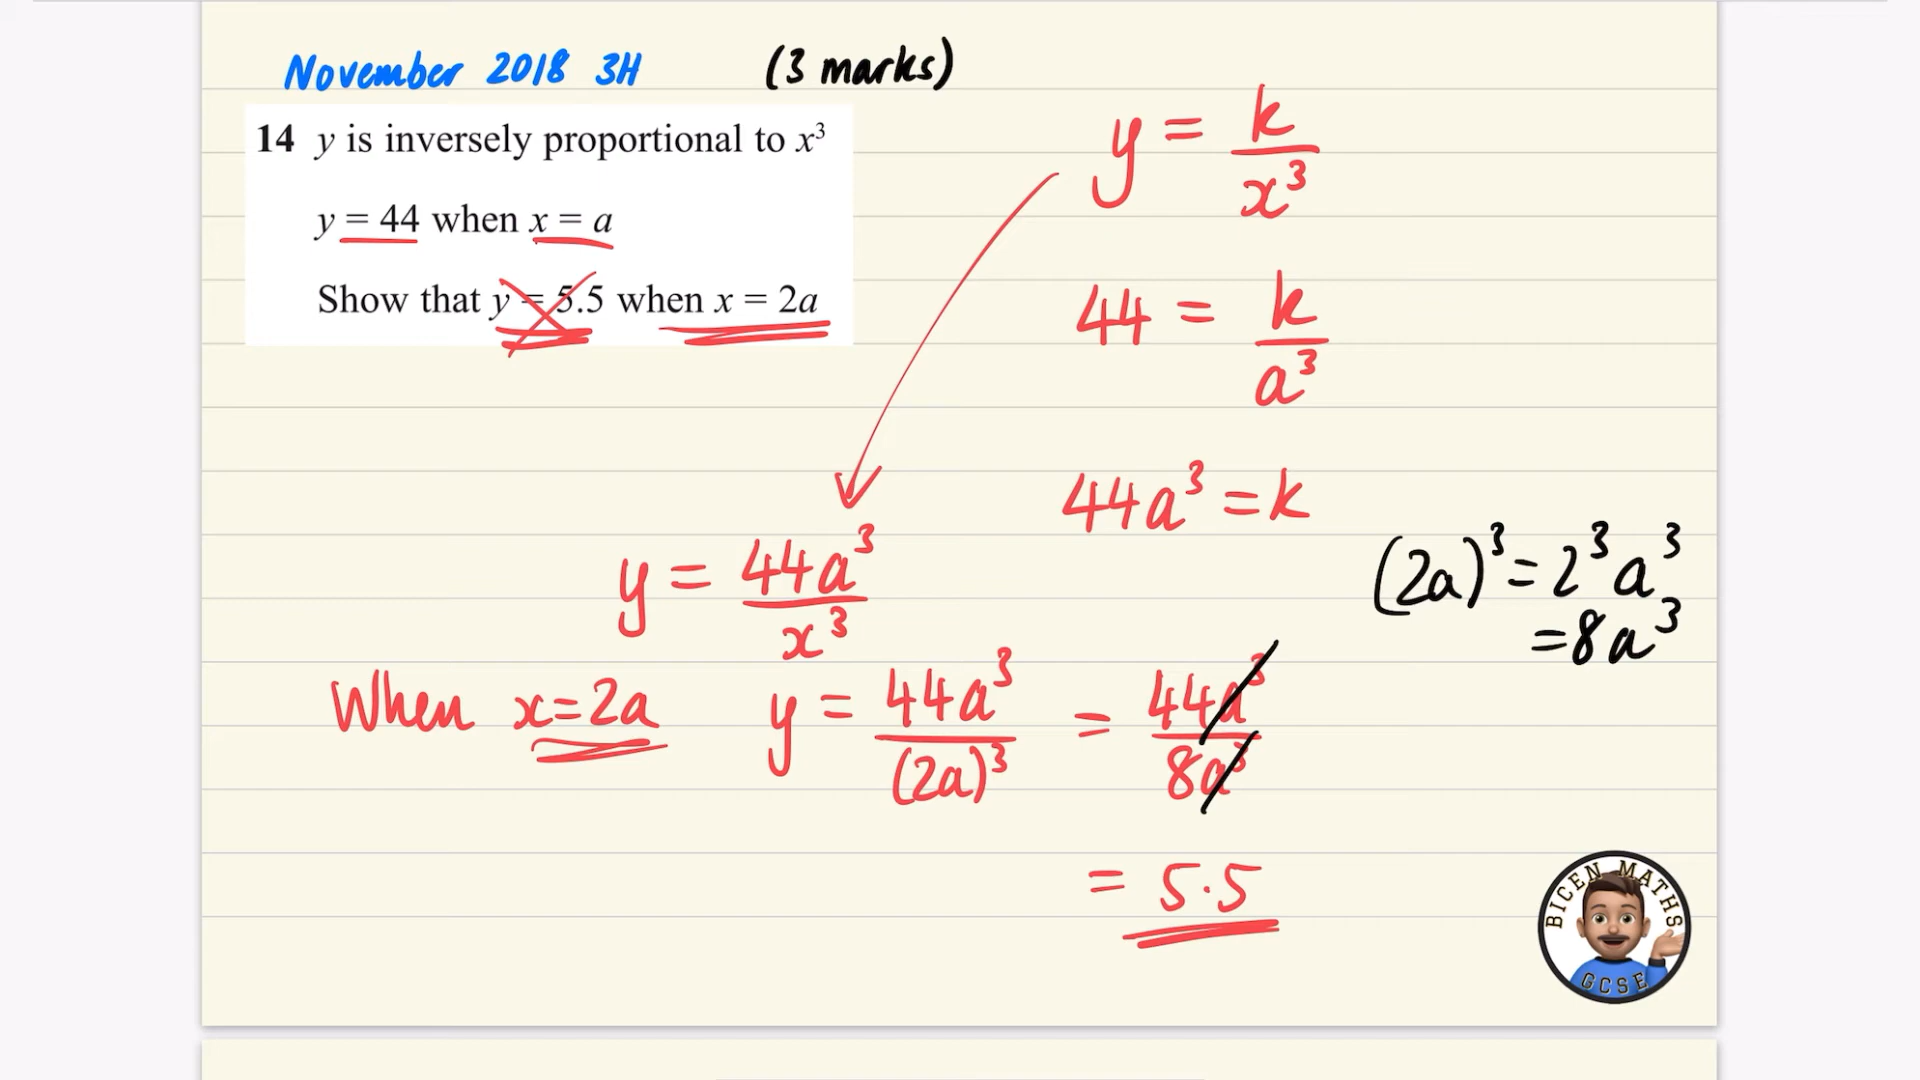 November 2018 3H (3 marks)
14 y is inversely proportional to x³
y = 44 when x = a
Show that y = 5.5 when x = 2a
y = k/x³
44 = k/a³
44a³ = k
y = 44a³/x³
(2a)³ = 2³a³
= 8a³
When x = 2a y = 44a³/(2a)³ = 44a³/8a³
= 5.5
BICEN MATHS
GCSE